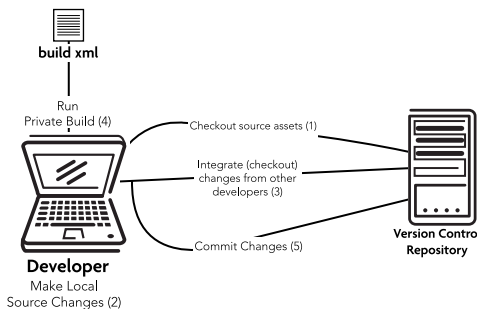 build xml
Run
Private Build (4)
Checkout source assets (1)
Integrate (checkout)
changes from other
developers (3)
Commit Changes (5)
Version Contro
Repository
Developer
Make Local
Source Changes (2)